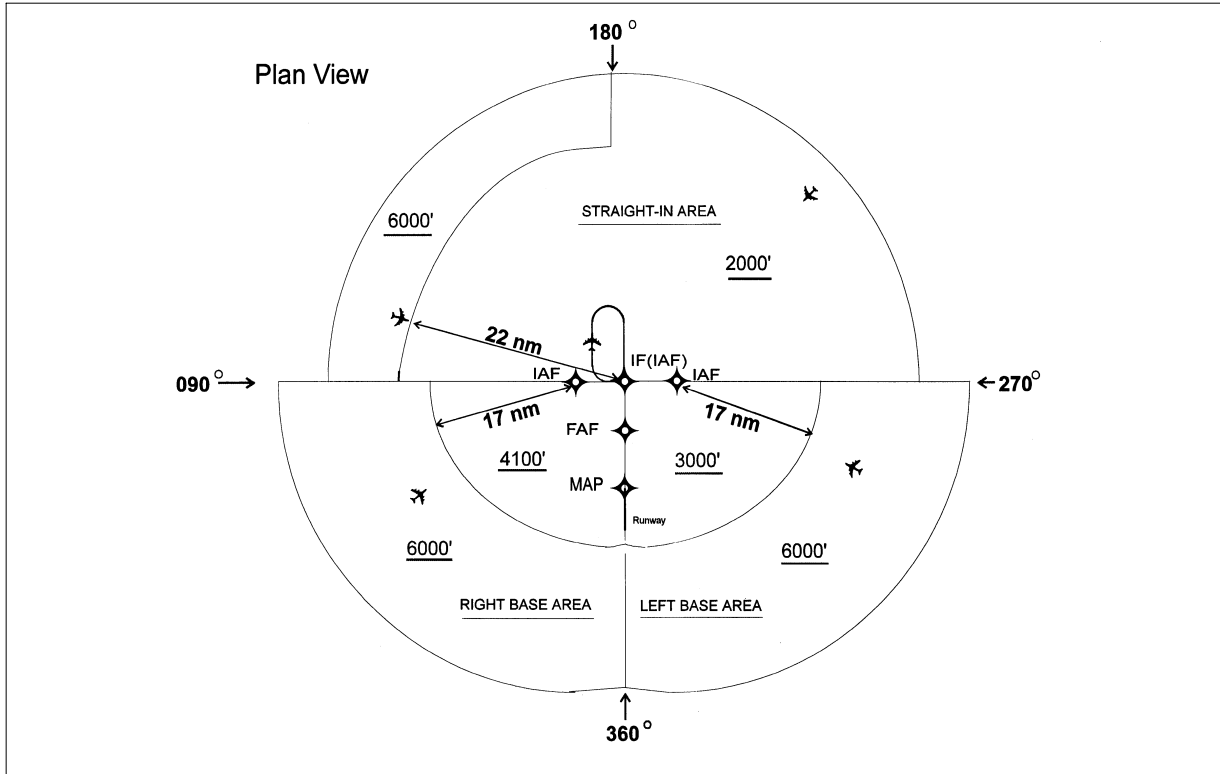 180 °
Plan View
6000'
STRAIGHT-IN AREA
2000'
22 nm
IF(IAF)
IAF
IAF
090°
270°
17 nm
17 nm
FAF
4100'
3000'
MAP
Runway
6000'
6000'
RIGHT BASE AREA
LEFT BASE AREA
360 °